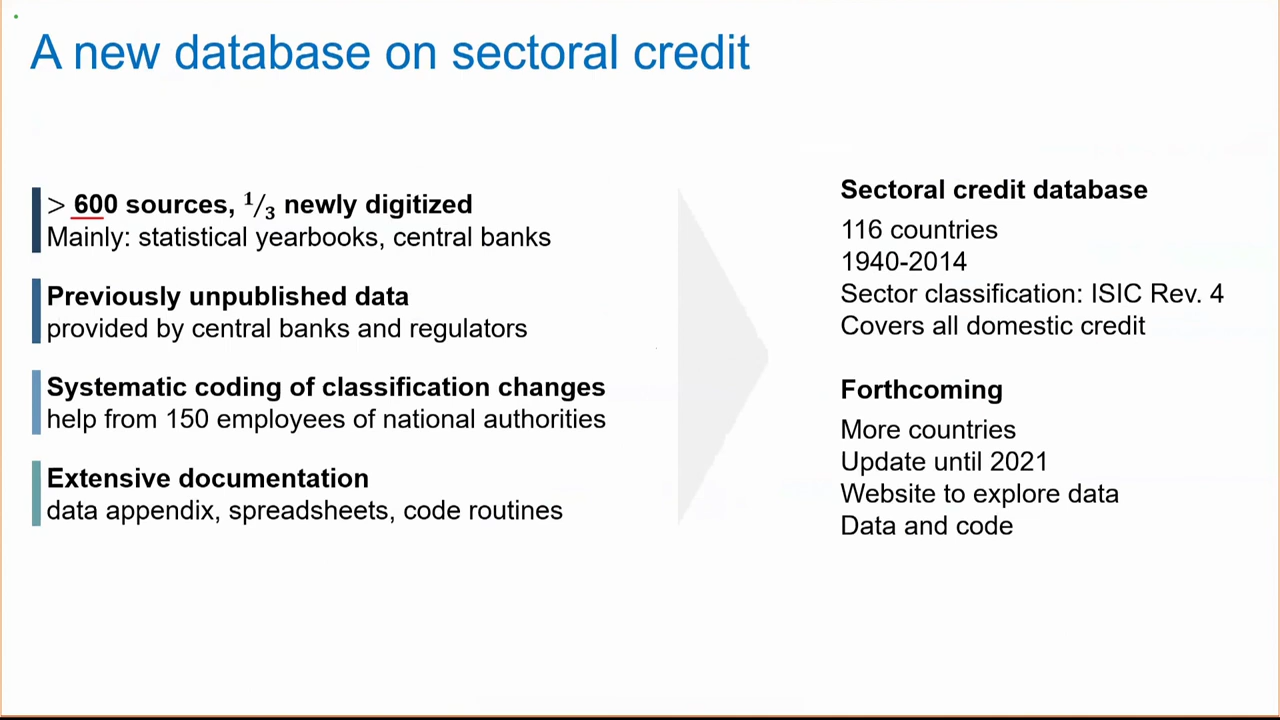 A new database on sectoral credit
> 600 sources, 1/3 newly digitized
Mainly: statistical yearbooks, central banks
Previously unpublished data
provided by central banks and regulators
Systematic coding of classification changes
help from 150 employees of national authorities
Extensive documentation
data appendix, spreadsheets, code routines
Sectoral credit database
116 countries
1940-2014
Sector classification: ISIC Rev. 4
Covers all domestic credit
Forthcoming
More countries
Update until 2021
Website to explore data
Data and code